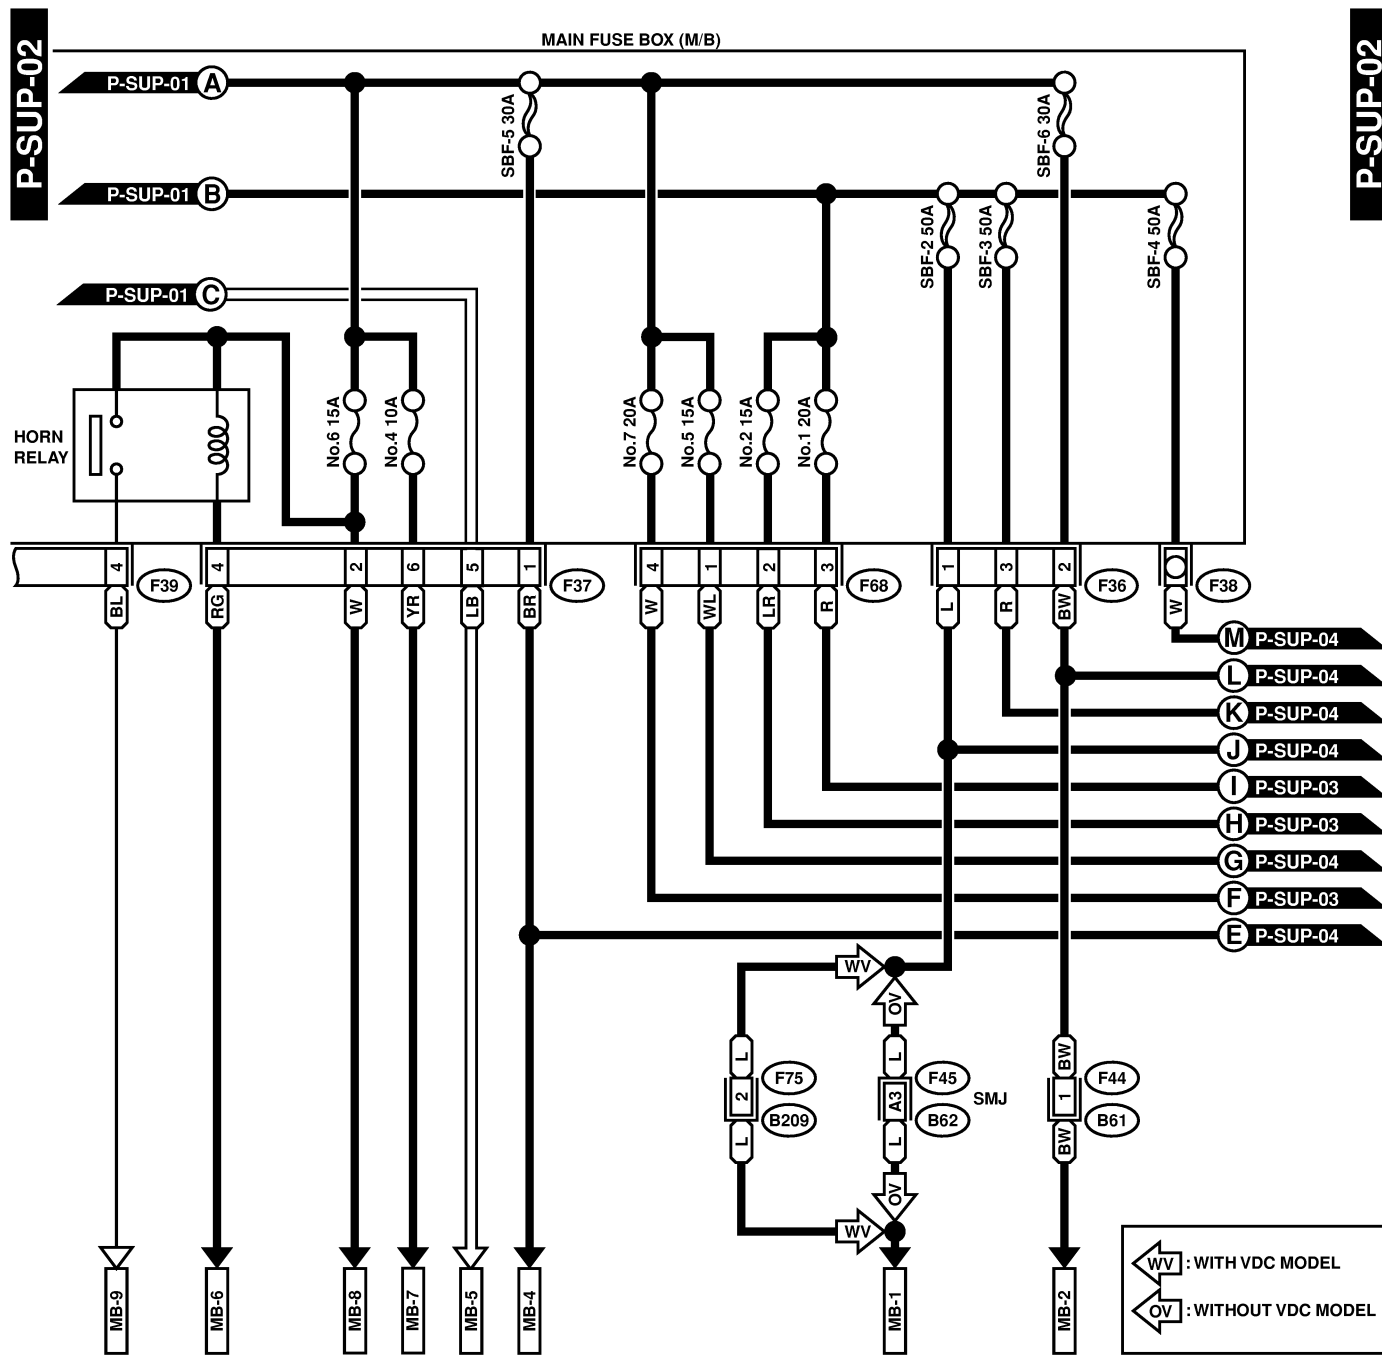 MAIN FUSE BOX (M/B)
P-SUP-02
P-SUP-02
P-SUP-01 A
SBF-5 30A
SBF-6 30A
P-SUP-01 B
SBF-2 50A
SBF-3 50A
SBF-4 50A
P-SUP-01 C
HORN
RELAY
No.6 15A
No.4 10A
No.7 20A
No.5 15A
No.2 15A
No.1 20A
4 F39 4 2 6 5 1 F37 4 1 2 3 F68 1 3 2 F36 F38
BL RG W YR LB BR W WL LR R L R BW W
M P-SUP-04
L P-SUP-04
K P-SUP-04
J P-SUP-04
I P-SUP-03
H P-SUP-03
G P-SUP-04
F P-SUP-03
E P-SUP-04
WV
OV
L L BW
F75 F45 F44
2 A3 SMJ 1
B209 B62 B61
L L BW
OV
WV
MB-9 MB-6 MB-8 MB-7 MB-5 MB-4 MB-1 MB-2
WV : WITH VDC MODEL
OV : WITHOUT VDC MODEL